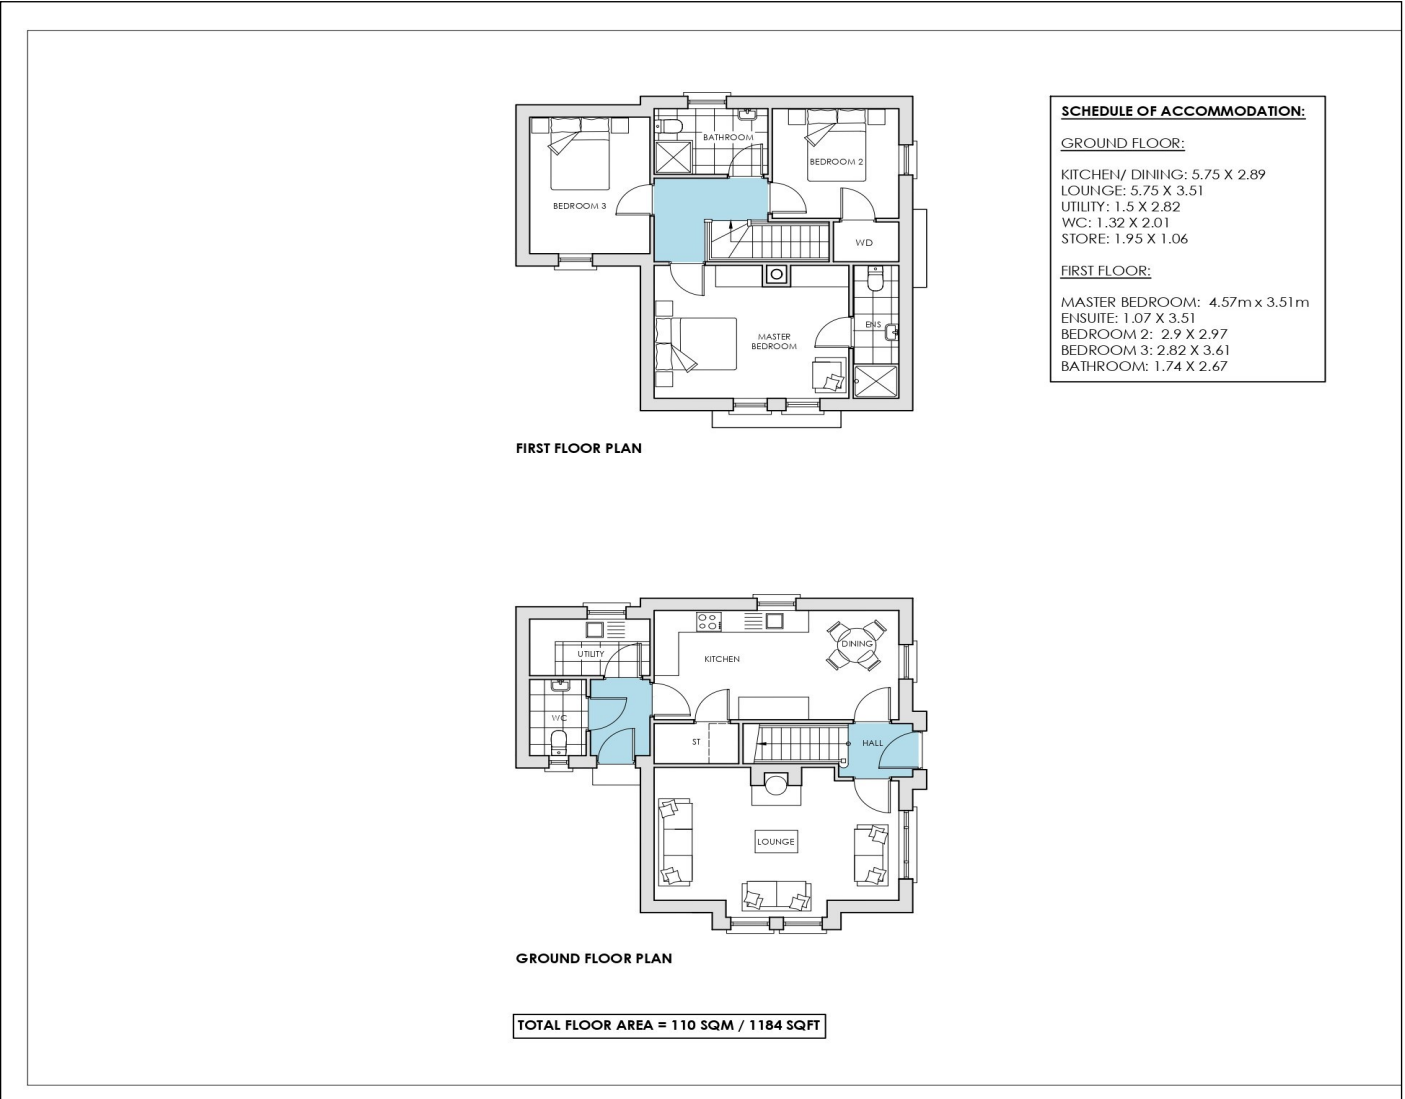 BATHROOM
BEDROOM 2
BEDROOM 3
WD
MASTER
BEDROOM
ENS
FIRST FLOOR PLAN
SCHEDULE OF ACCOMMODATION:
GROUND FLOOR:
KITCHEN/ DINING: 5.75 X 2.89
LOUNGE: 5.75 X 3.51
UTILITY: 1.5 X 2.82
WC: 1.32 X 2.01
STORE: 1.95 X 1.06
FIRST FLOOR:
MASTER BEDROOM: 4.57m x 3.51m
ENSUITE: 1.07 X 3.51
BEDROOM 2: 2.9 X 2.97
BEDROOM 3: 2.82 X 3.61
BATHROOM: 1.74 X 2.67
UTILITY
KITCHEN
DINING
WC
ST
HALL
LOUNGE
GROUND FLOOR PLAN
TOTAL FLOOR AREA = 110 SQM / 1184 SQFT